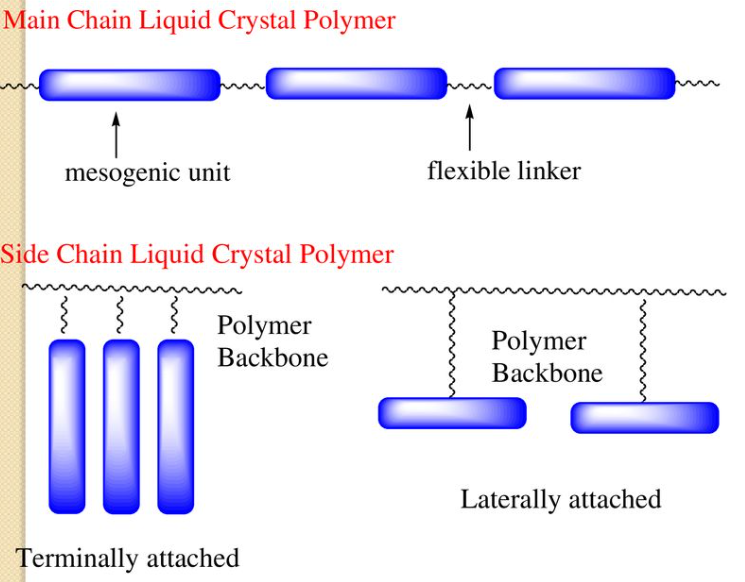 Main Chain Liquid Crystal Polymer
mesogenic unit
flexible linker
Side Chain Liquid Crystal Polymer
Polymer
Backbone
Polymer
Backbone
Laterally attached
Terminally attached